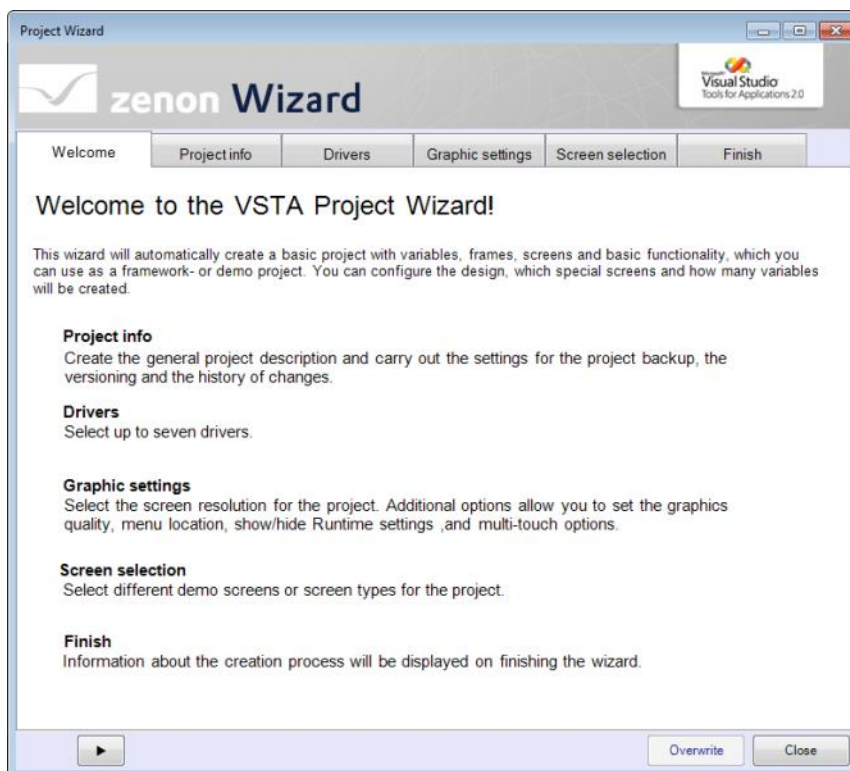 Project Wizard
zenon Wizard
Microsoft
Visual Studio
Tools for Applications 2.0
Welcome
Project info
Drivers
Graphic settings
Screen selection
Finish
Welcome to the VSTA Project Wizard!
This wizard will automatically create a basic project with variables, frames, screens and basic functionality, which you
can use as a framework- or demo project. You can configure the design, which special screens and how many variables
will be created.
Project info
Create the general project description and carry out the settings for the project backup, the
versioning and the history of changes.
Drivers
Select up to seven drivers.
Graphic settings
Select the screen resolution for the project. Additional options allow you to set the graphics
quality, menu location, show/hide Runtime settings ,and multi-touch options.
Screen selection
Select different demo screens or screen types for the project.
Finish
Information about the creation process will be displayed on finishing the wizard.
Overwrite
Close